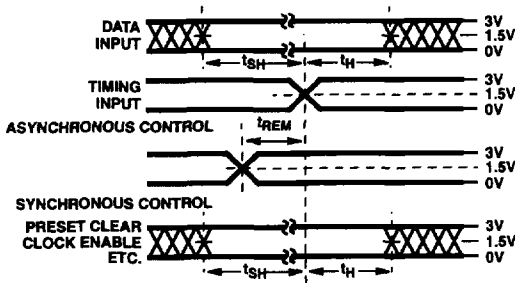 DATA
INPUT
3V
1.5V
0V
tSH
tH
TIMING
INPUT
3V
1.5V
0V
ASYNCHRONOUS CONTROL
tREM
3V
1.5V
0V
SYNCHRONOUS CONTROL
PRESET CLEAR
CLOCK ENABLE
ETC.
3V
1.5V
0V
tSH
tH